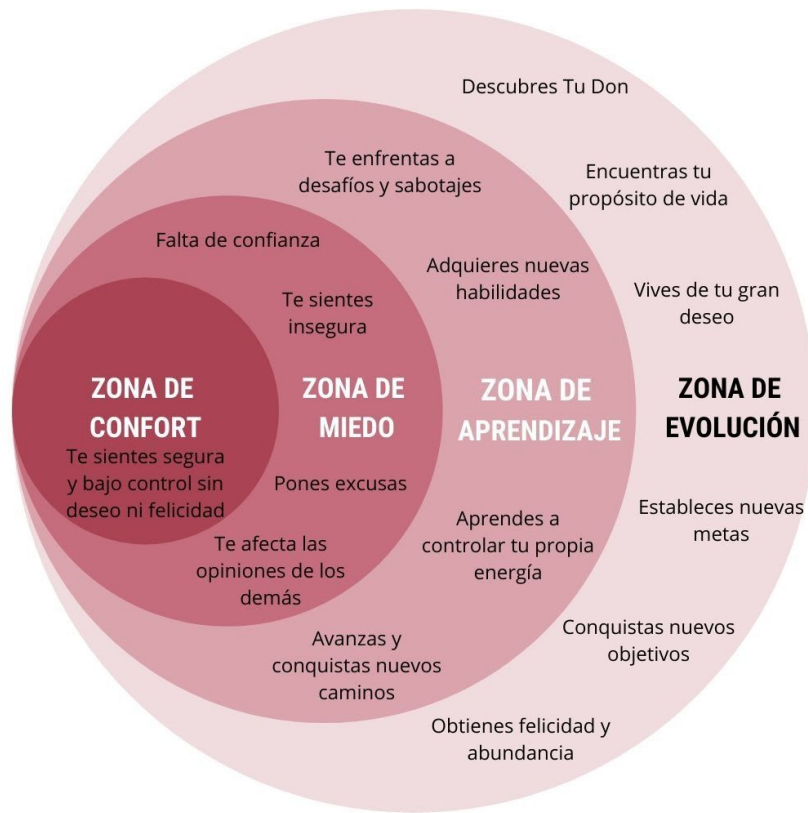 Descubres Tu Don
Te enfrentas a
desafíos y sabotajes
Encuentras tu
propósito de vida
Falta de confianza
Adquieres nuevas
habilidades
Te sientes
insegura
Vives de tu gran
deseo
ZONA DE
CONFORT
ZONA DE
MIEDO
ZONA DE
APRENDIZAJE
ZONA DE
EVOLUCIÓN
Te sientes segura
y bajo control sin
deseo ni felicidad
Pones excusas
Te afecta las
opiniones de los
demás
Aprendes a
controlar tu propia
energía
Estableces nuevas
metas
Avanzas y
conquistas nuevos
caminos
Conquistas nuevos
objetivos
Obtienes felicidad y
abundancia